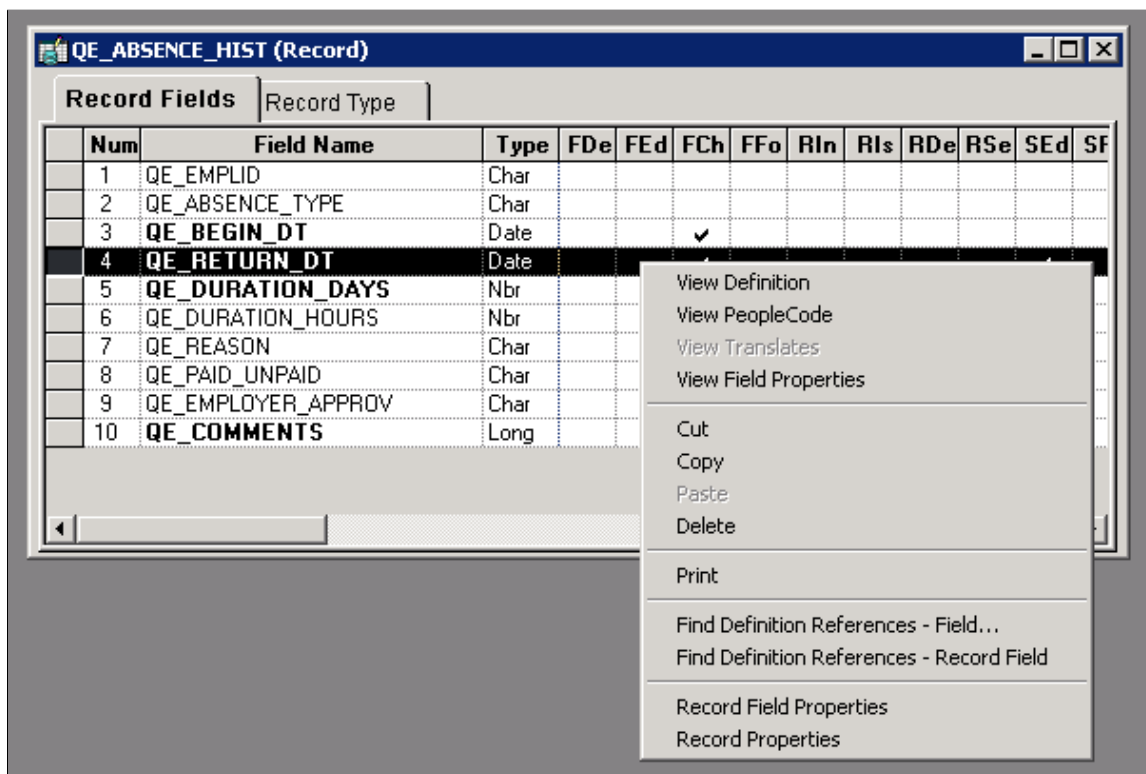 QE_ABSENCE_HIST (Record)
Record Fields Record Type
Num Field Name Type FDe FEd FCh FFo RIn RIs RDe RSe SEd SF
1 QE_EMPLID Char
2 QE_ABSENCE_TYPE Char
3 QE_BEGIN_DT Date
4 QE_RETURN_DT Date
5 QE_DURATION_DAYS Nbr
6 QE_DURATION_HOURS Nbr
7 QE_REASON Char
8 QE_PAID_UNPAID Char
9 QE_EMPLOYER_APPROV Char
10 QE_COMMENTS Long
View Definition
View PeopleCode
View Translates
View Field Properties
Cut
Copy
Paste
Delete
Print
Find Definition References - Field...
Find Definition References - Record Field
Record Field Properties
Record Properties